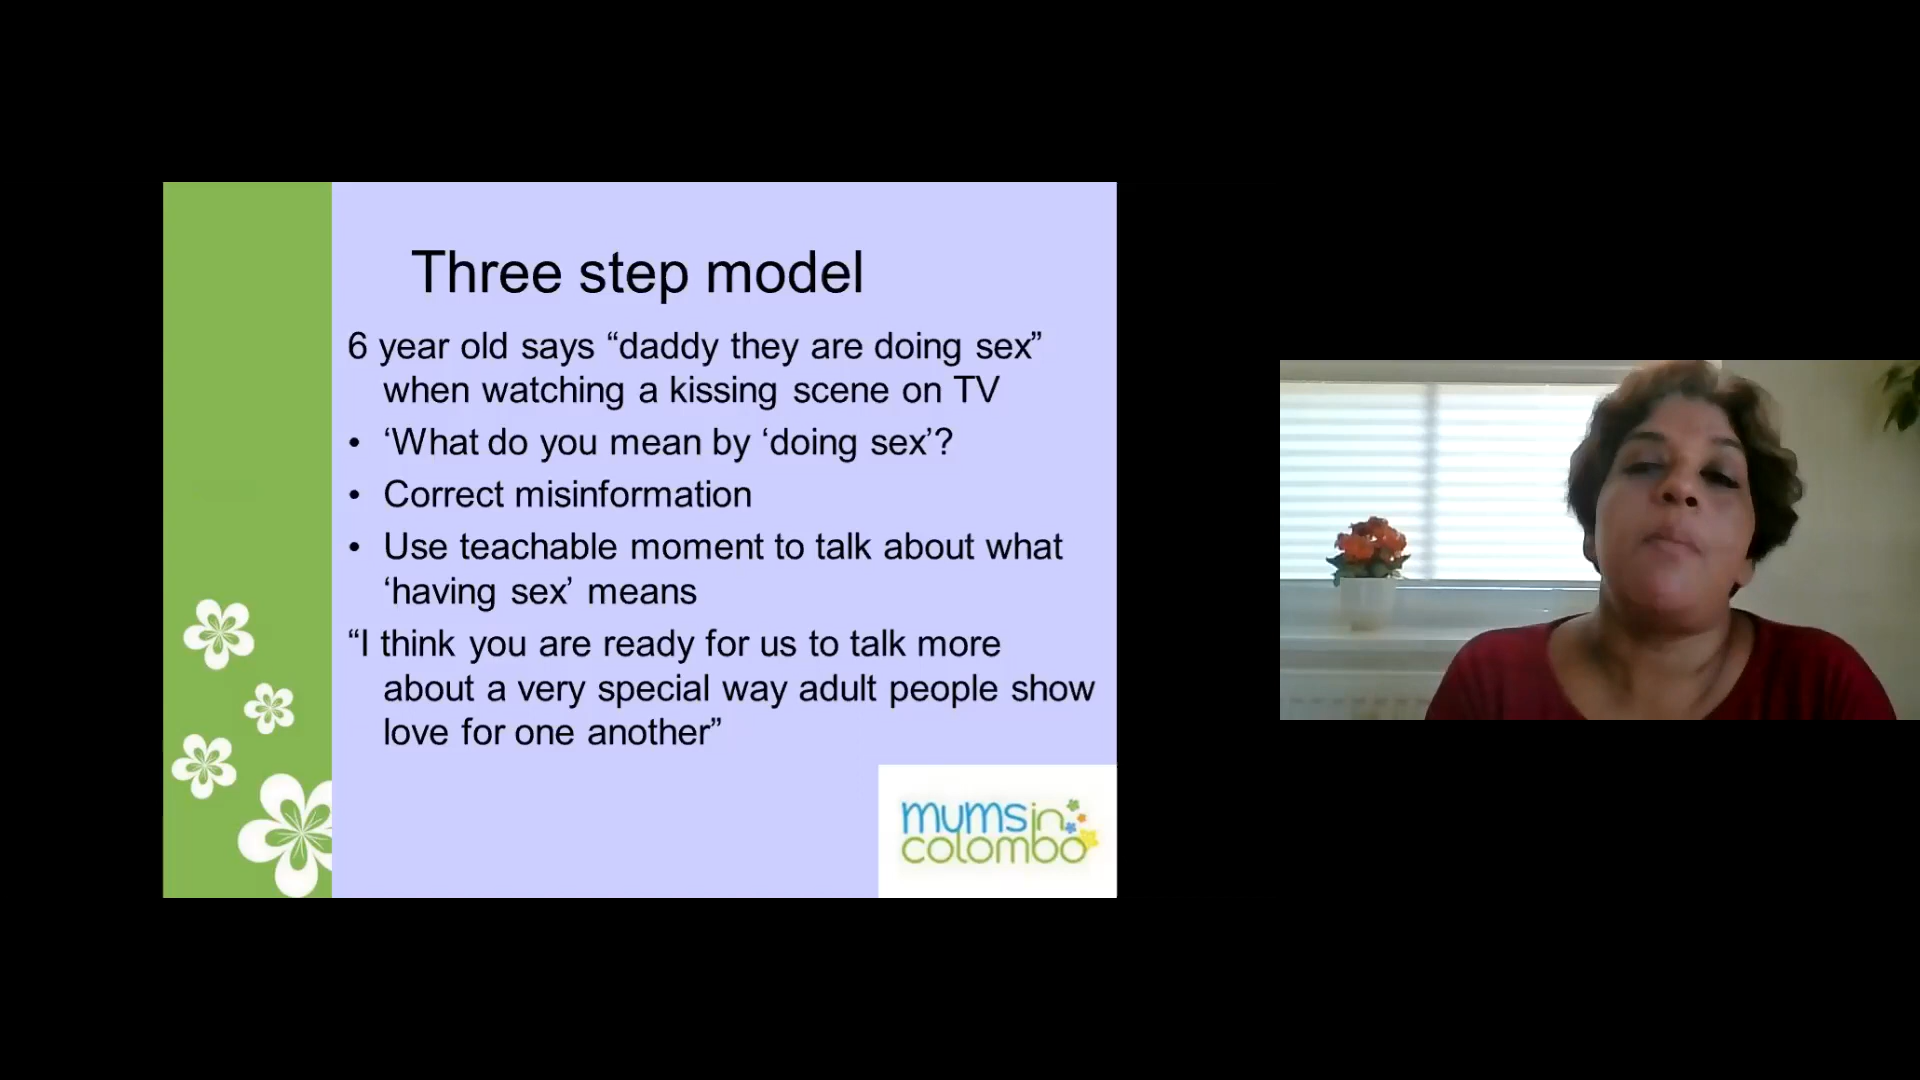 Three step model
6 year old says “daddy they are doing sex”
when watching a kissing scene on TV
• ‘What do you mean by ‘doing sex’?
• Correct misinformation
• Use teachable moment to talk about what
‘having sex’ means
“I think you are ready for us to talk more
about a very special way adult people show
love for one another”
mums in
colombo